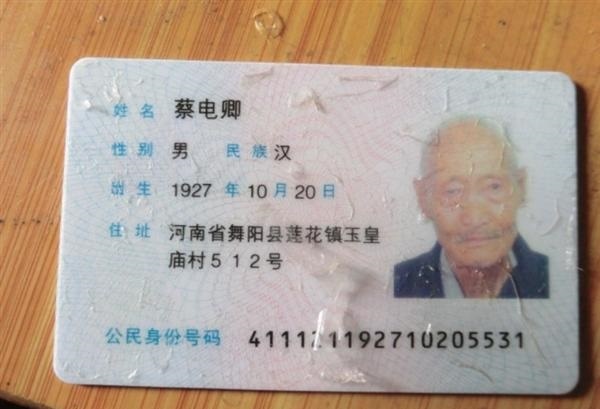 姓名 蔡电卿
性别 男 民族 汉
出生 1927 年 10 月 20 日
住址 河南省舞阳县莲花镇玉皇
庙村512号
公民身份号码 411121192710205531